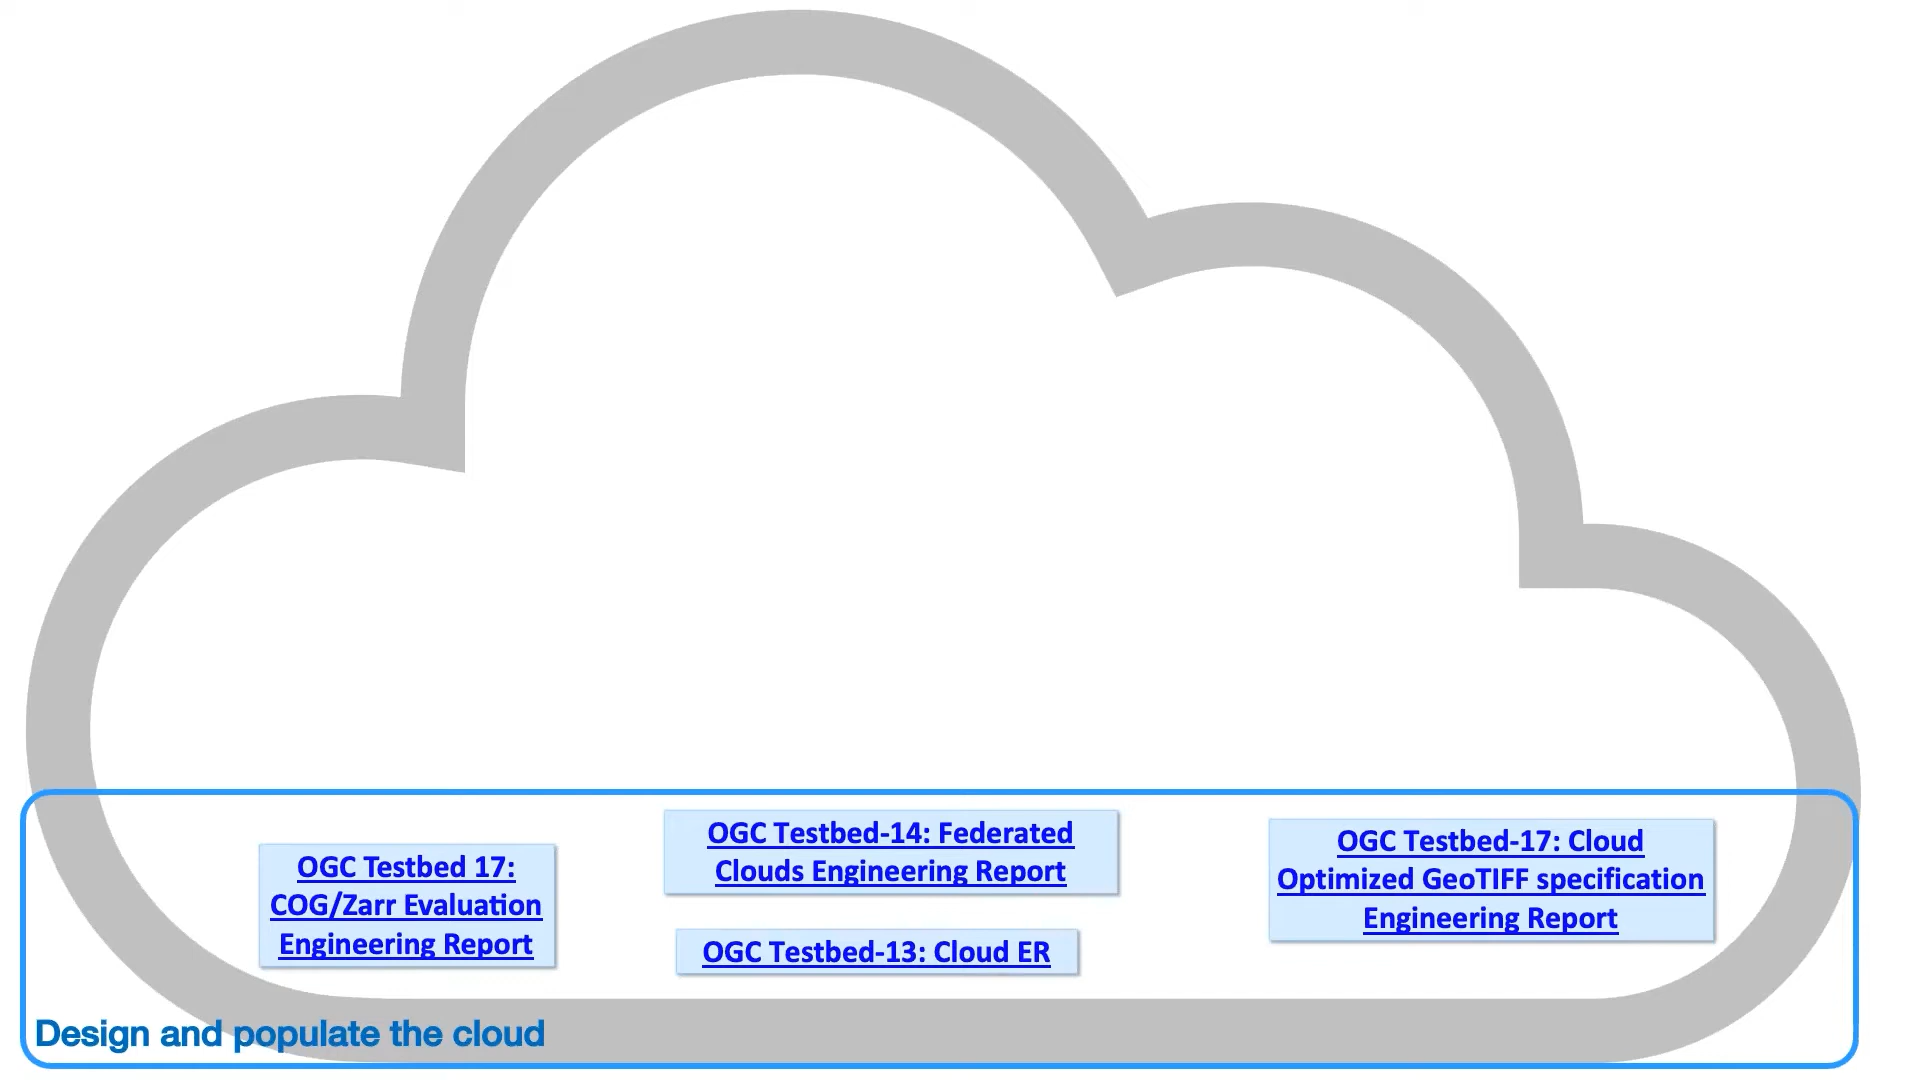 OGC Testbed 17:
COG/Zarr Evaluation
Engineering Report
OGC Testbed-14: Federated
Clouds Engineering Report
OGC Testbed-13: Cloud ER
OGC Testbed-17: Cloud
Optimized GeoTIFF specification
Engineering Report
Design and populate the cloud